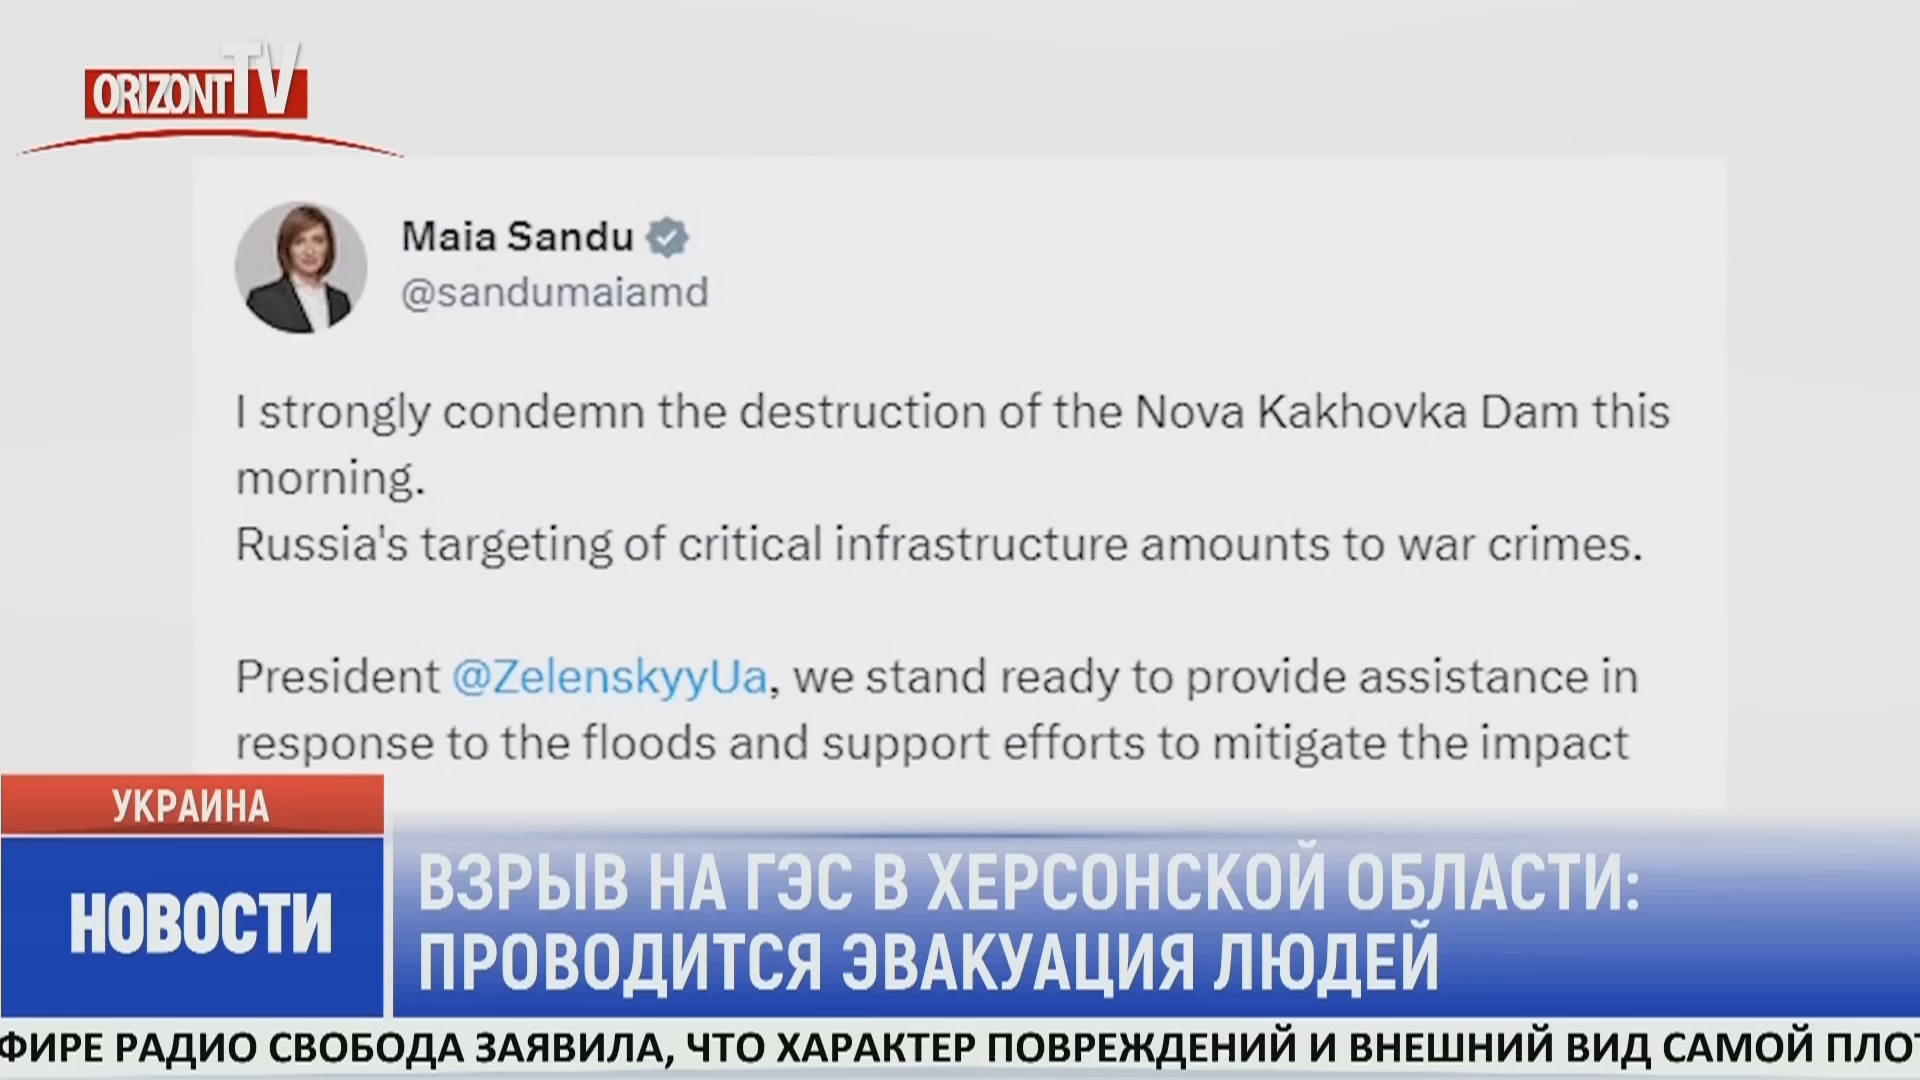 ORIZONT TV
Maia Sandu
@sandumaiamd
I strongly condemn the destruction of the Nova Kakhovka Dam this
morning.
Russia's targeting of critical infrastructure amounts to war crimes.
President @ZelenskyyUa, we stand ready to provide assistance in
response to the floods and support efforts to mitigate the impact
УКРАИНА
НОВОСТИ
ВЗРЫВ НА ГЭС В ХЕРСОНСКОЙ ОБЛАСТИ:
ПРОВОДИТСЯ ЭВАКУАЦИЯ ЛЮДЕЙ
ФИРЕ РАДИО СВОБОДА ЗАЯВИЛА, ЧТО ХАРАКТЕР ПОВРЕЖДЕНИЙ И ВНЕШНИЙ ВИД САМОЙ ПЛОТ